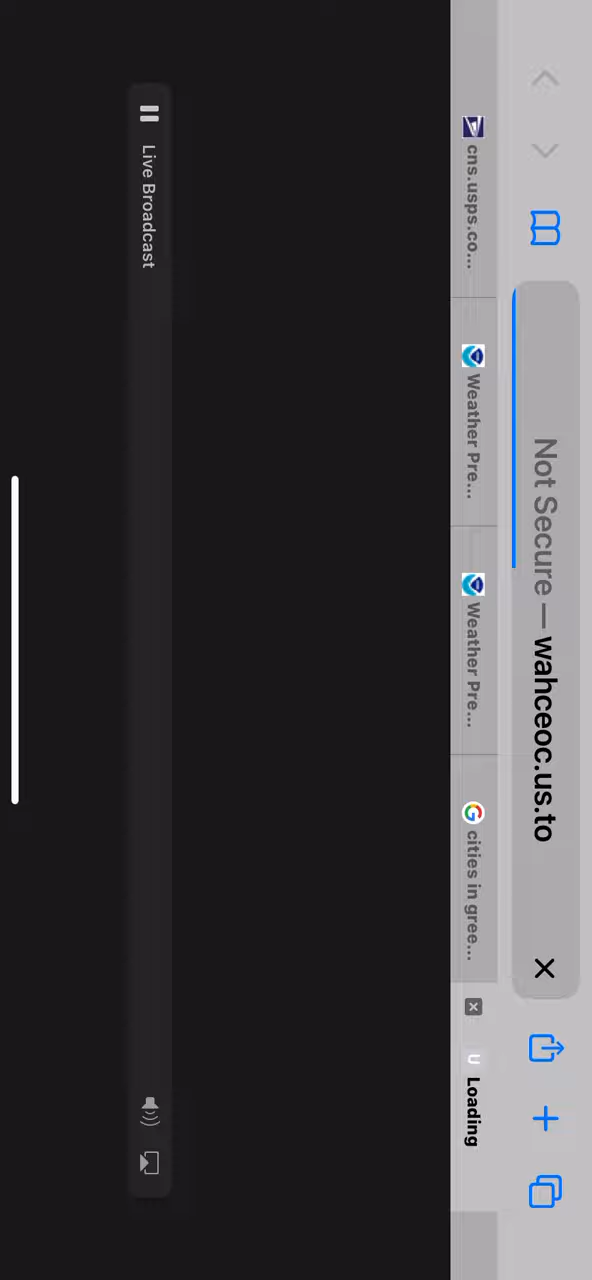 Not Secure — wahceoc.us.to
cns.usps.co...
Weather Pre...
Weather Pre...
cities in gree...
U Loading
Live Broadcast